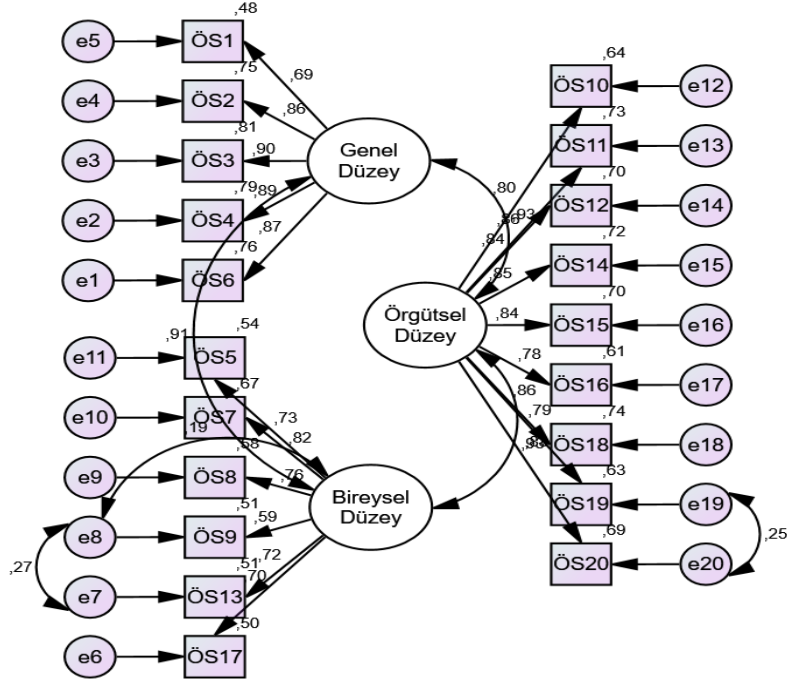 ,48
e5
ÖS1
,75
,69
e4
ÖS2
,86
,81
e3
ÖS3
,90
Genel
Düzey
,79
,89
e2
ÖS4
,87
,76
e1
ÖS6
,64
ÖS10
e12
,73
ÖS11
e13
,70
,80
,93
ÖS12
e14
,84
,72
,85
ÖS14
e15
,70
Örgütsel
Düzey
,84
ÖS15
e16
,61
,78
ÖS16
e17
,86
,74
,79
ÖS18
e18
,63
ÖS19
e19
,25
,69
ÖS20
e20
,91
,54
e11
ÖS5
,67
,73
e10
ÖS7
,19
,82
,58
e9
ÖS8
,76
Bireysel
Düzey
,51
,59
e8
ÖS9
,27
,51
,72
,70
e7
ÖS13
,50
e6
ÖS17